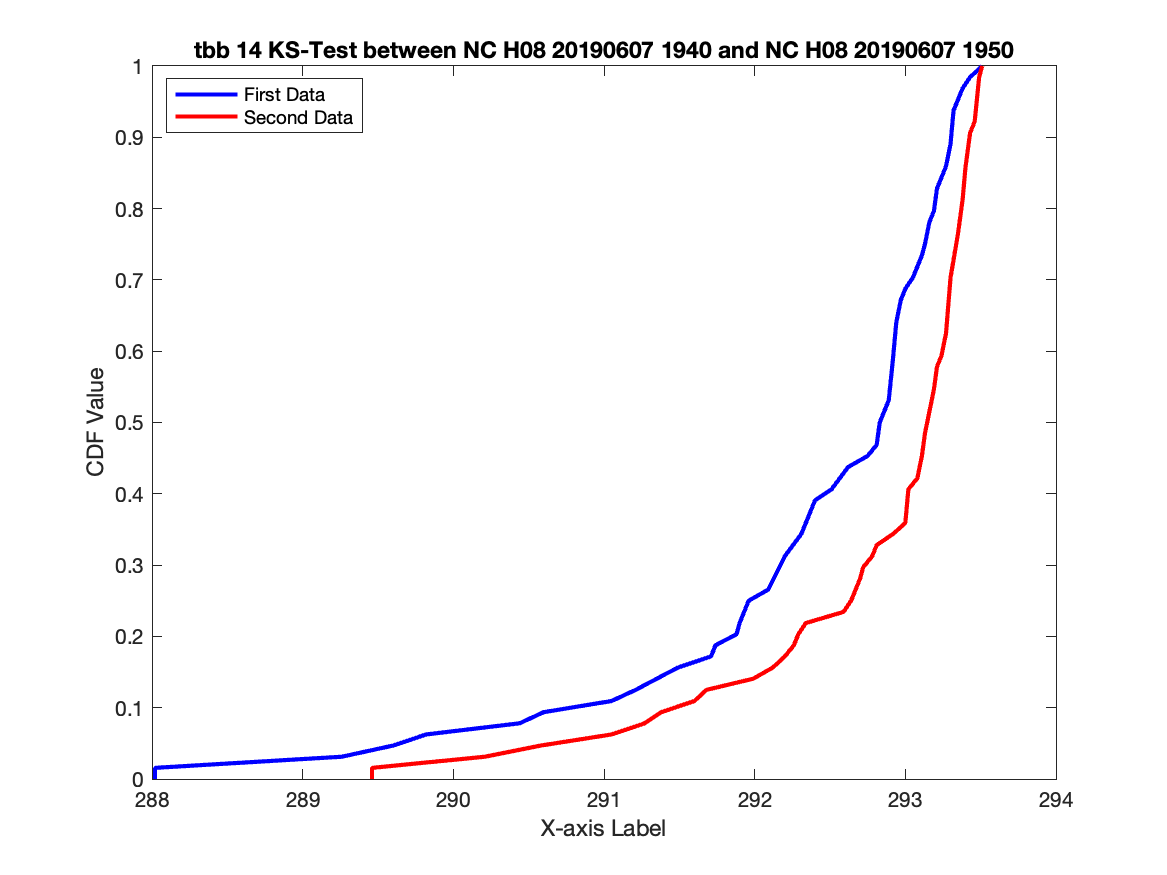 tbb 14 KS-Test between NC H08 20190607 1940 and NC H08 20190607 1950
First Data
Second Data
CDF Value
1
0.9
0.8
0.7
0.6
0.5
0.4
0.3
0.2
0.1
0
288 289 290 291 292 293 294
X-axis Label